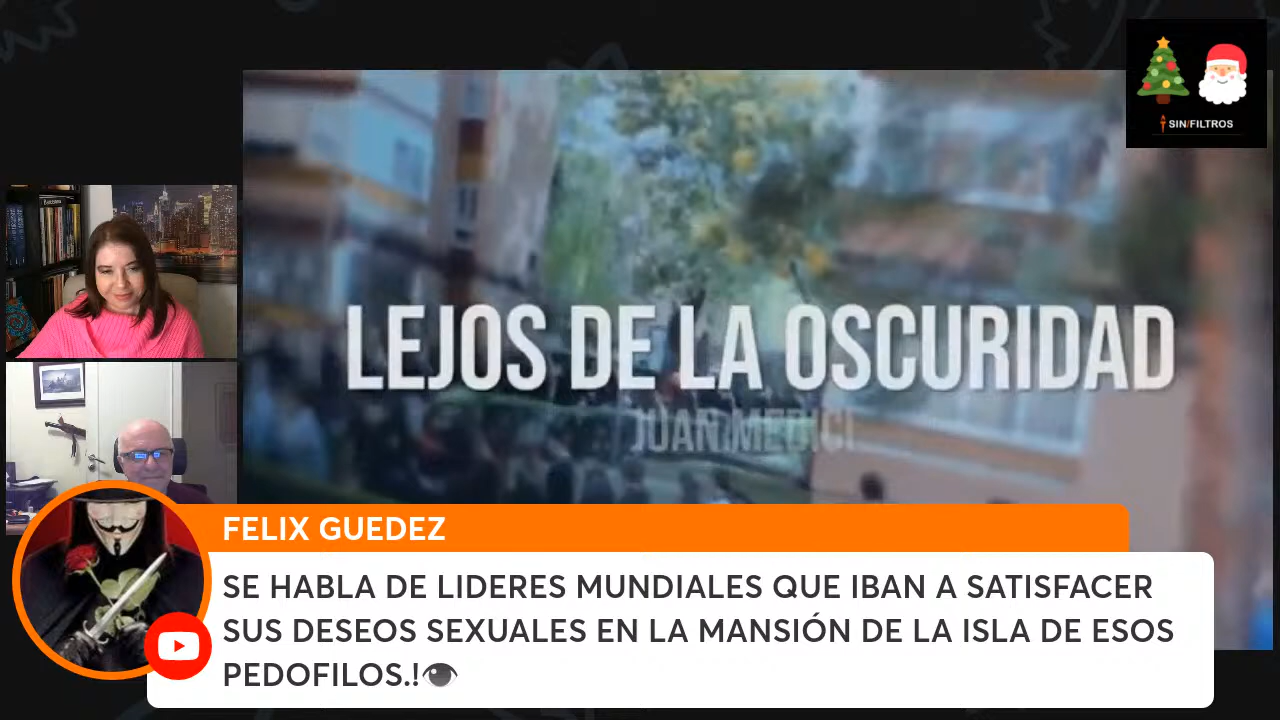 SIN/FILTROS
LEJOS DE LA OSCURIDAD
JUAN MEDICI
FELIX GUEDEZ
SE HABLA DE LIDERES MUNDIALES QUE IBAN A SATISFACER
SUS DESEOS SEXUALES EN LA MANSIÓN DE LA ISLA DE ESOS
PEDOFILOS.!👁